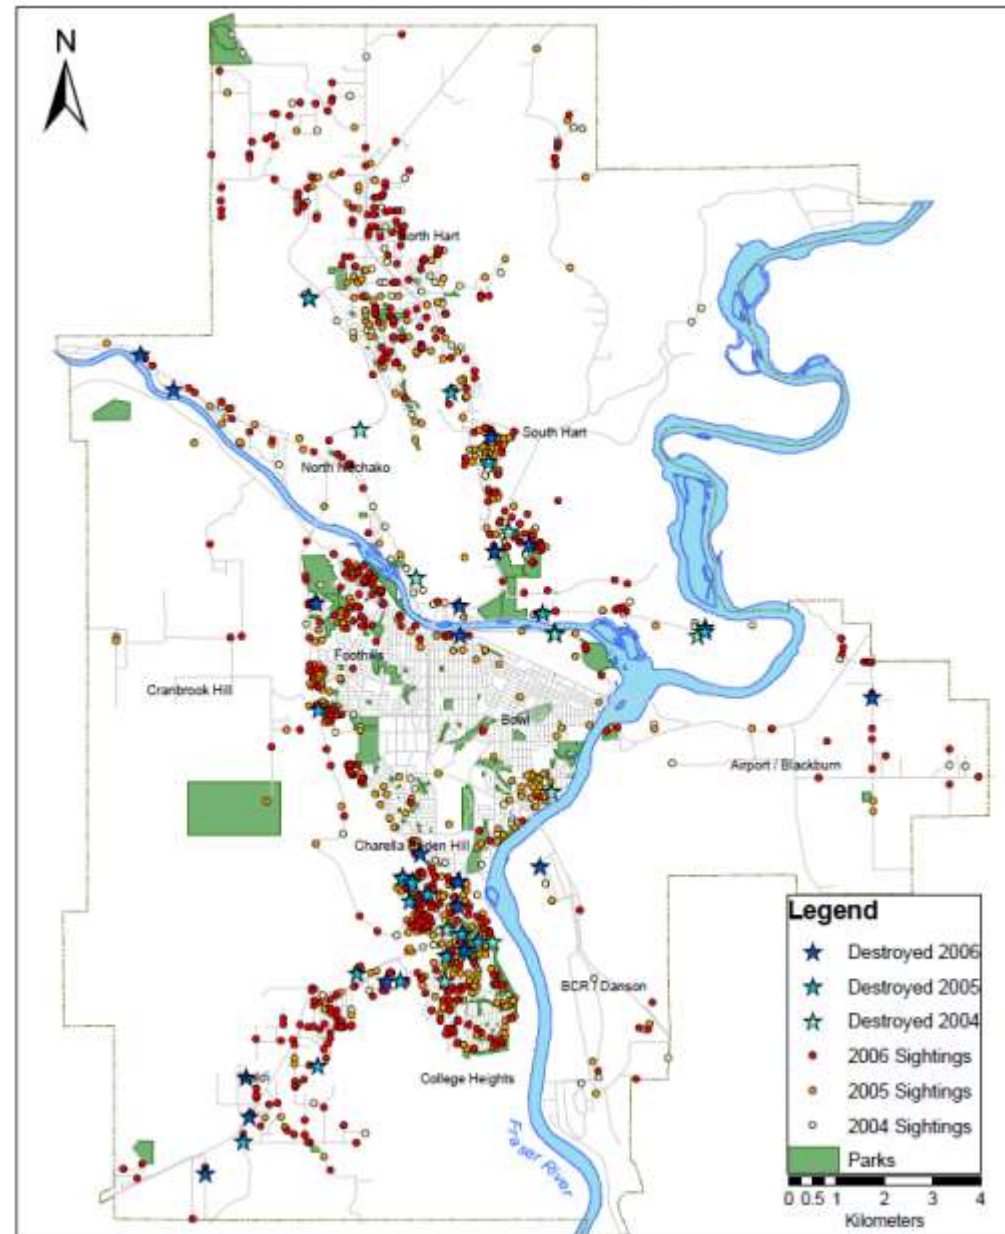 N
North Hart
South Hart
North Nechako
Foothills
Cranbrook Hill
Bowl
Airport / Blackburn
BCR / Danson
College Heights
Fraser River
Legend
Destroyed 2006
Destroyed 2005
Destroyed 2004
2006 Sightings
2005 Sightings
2004 Sightings
Parks
0 0.5 1 2 3 4
Kilometers